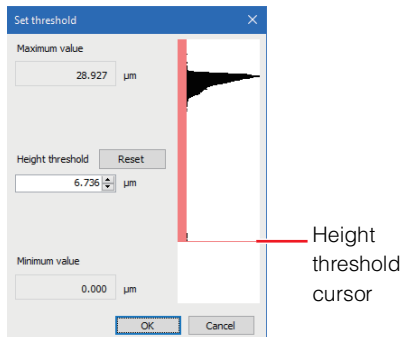 Set threshold
Maximum value
28.927 µm
Height threshold Reset
6.736 µm
Minimum value
0.000 µm
OK Cancel
Height
threshold
cursor